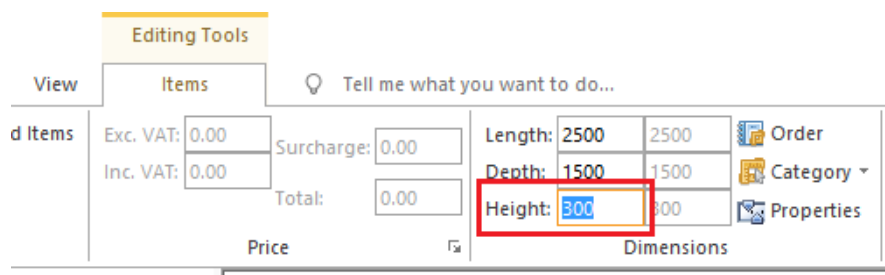 Editing Tools
View Items Tell me what you want to do...
d Items Exc. VAT: 0.00 Surcharge: 0.00 Length: 2500 2500 Order
Inc. VAT: 0.00 Depth: 1500 1500 Category
Total: 0.00 Height: 300 300 Properties
Price Dimensions